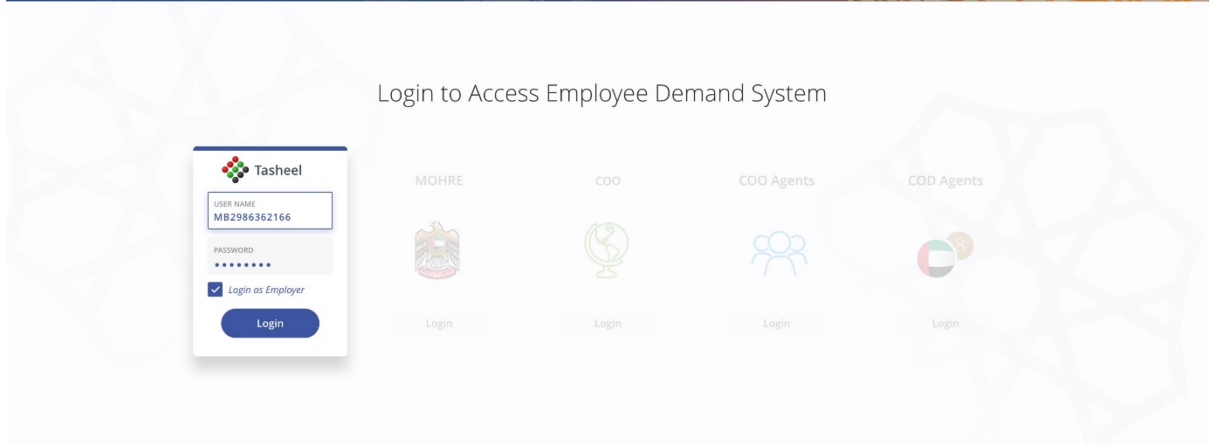 Login to Access Employee Demand System
Tasheel
USER NAME
MB2986362166
PASSWORD
Login as Employer
Login
MOHRE
Login
COO
Login
COO Agents
Login
COD Agents
Login